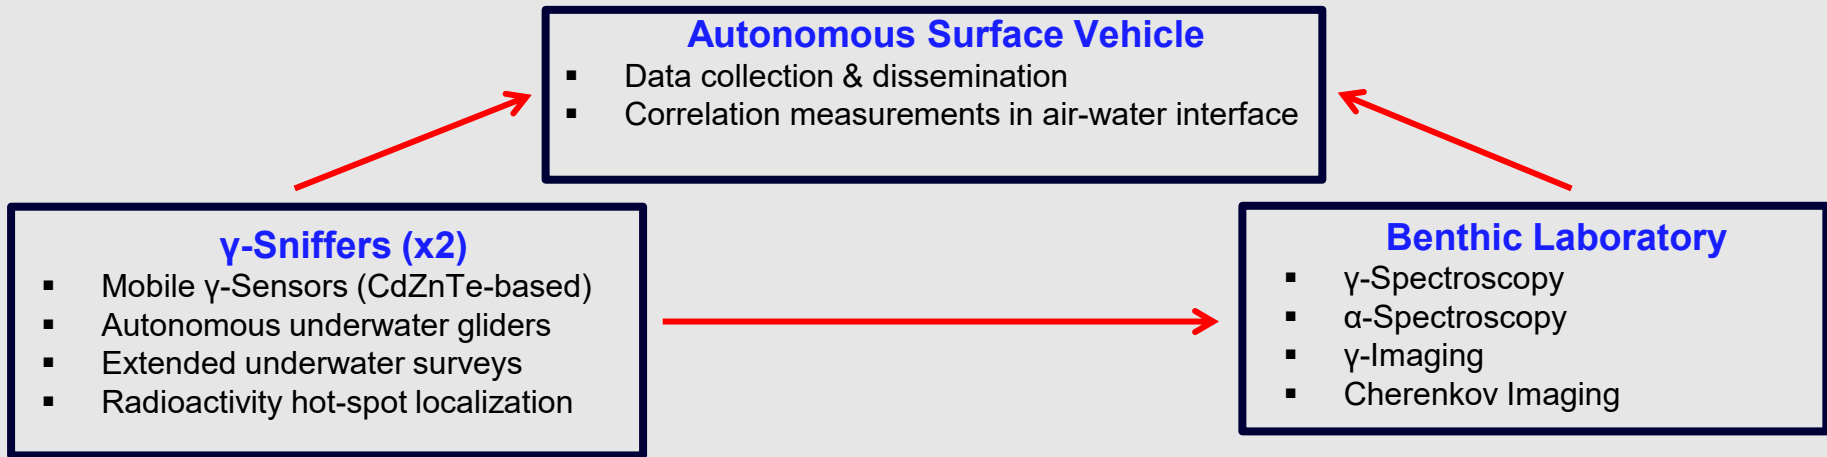 Autonomous Surface Vehicle
▪ Data collection & dissemination
▪ Correlation measurements in air-water interface
γ-Sniffers (x2)
▪ Mobile γ-Sensors (CdZnTe-based)
▪ Autonomous underwater gliders
▪ Extended underwater surveys
▪ Radioactivity hot-spot localization
Benthic Laboratory
▪ γ-Spectroscopy
▪ α-Spectroscopy
▪ γ-Imaging
▪ Cherenkov Imaging